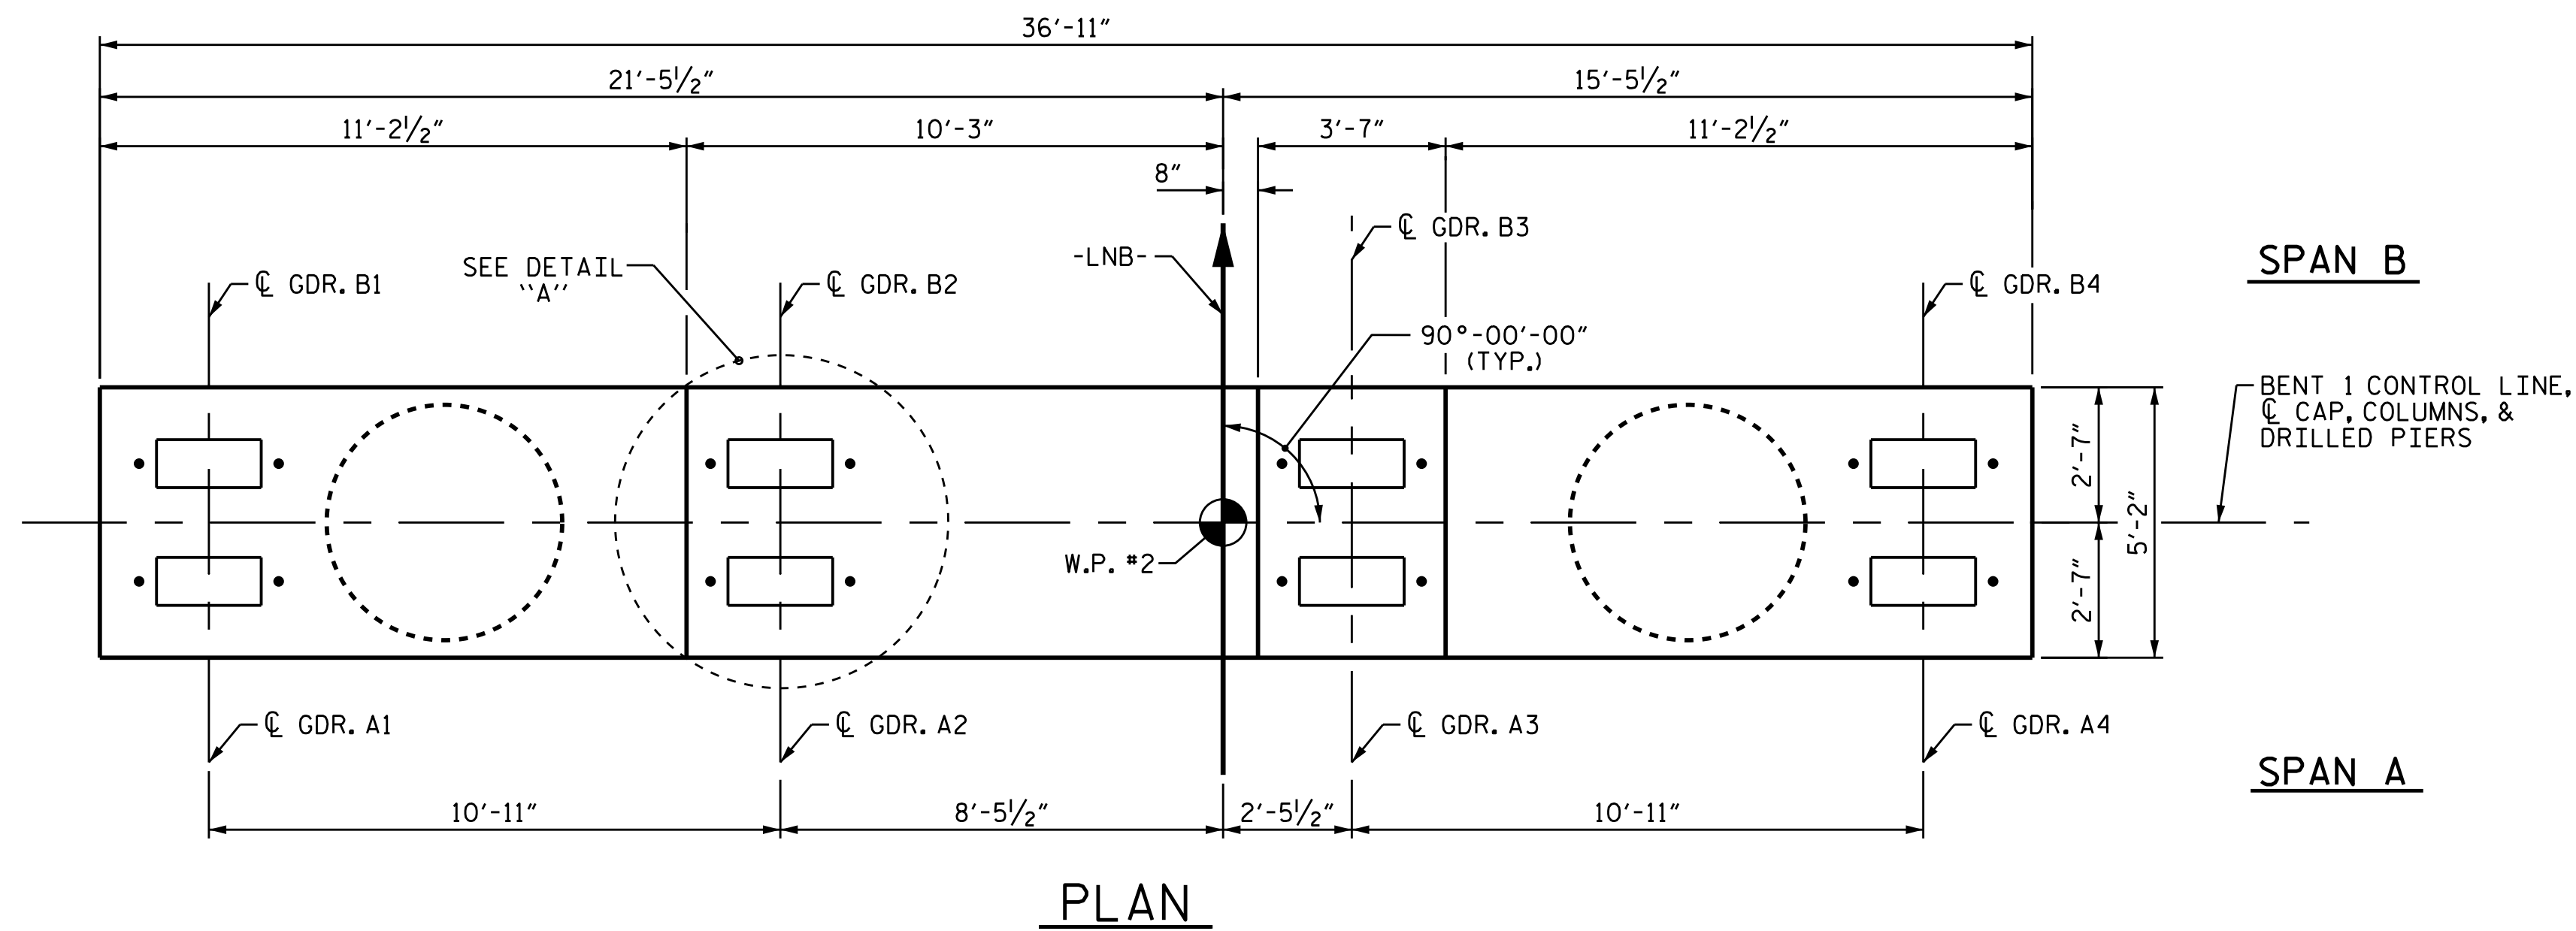 36'-11"
21'-5½" 15'-5½"
11'-2½" 10'-3" 3'-7" 11'-2½"
8"
℄ GDR. B3
-LNB-
SPAN B
SEE DETAIL
"A"
℄ GDR. B1
℄ GDR. B2
℄ GDR. B4
90°-00'-00"
(TYP.)
BENT 1 CONTROL LINE,
℄ CAP, COLUMNS, &
DRILLED PIERS
2'-7"
5'-2"
2'-7"
W.P. #2
℄ GDR. A1
℄ GDR. A2
℄ GDR. A3
℄ GDR. A4
SPAN A
10'-11" 8'-5½" 2'-5½" 10'-11"
PLAN